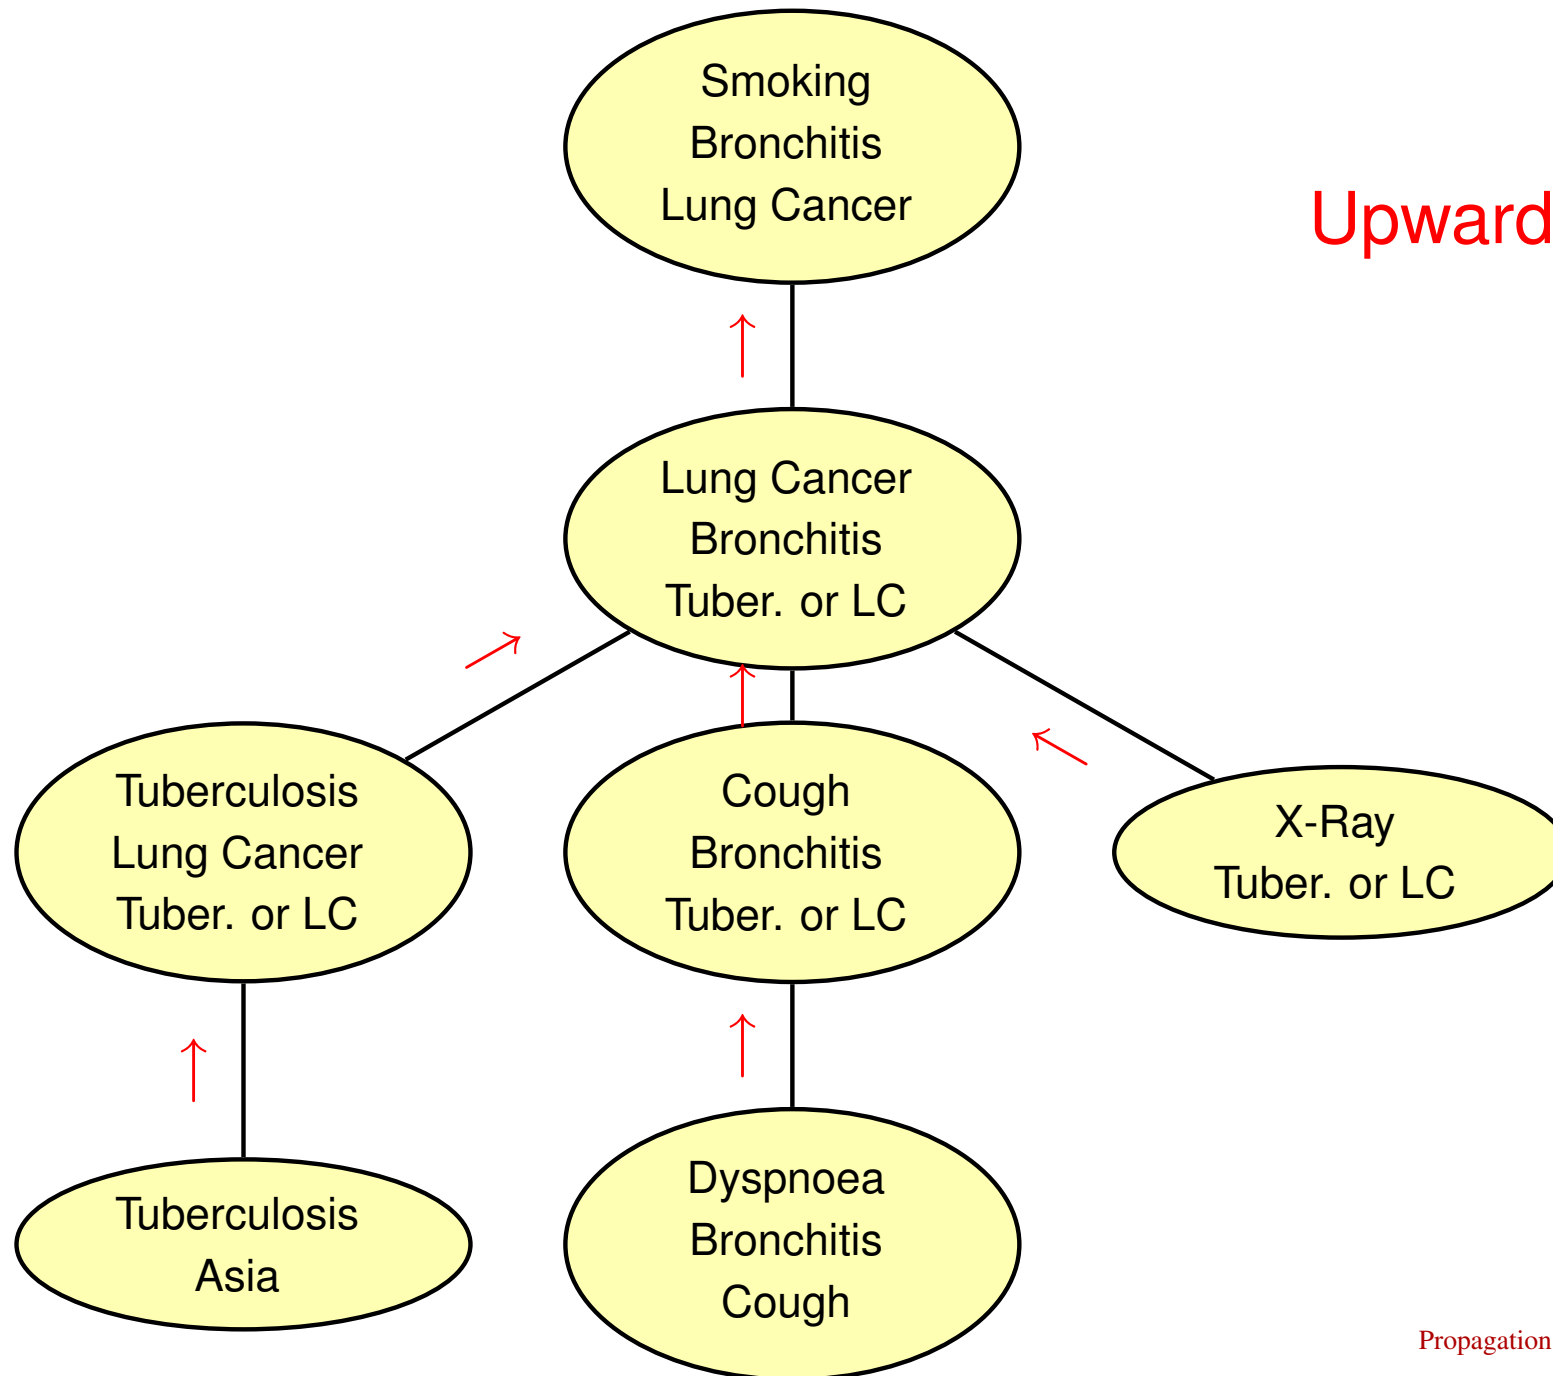 Smoking
Bronchitis
Lung Cancer
Upward
Lung Cancer
Bronchitis
Tuber. or LC
Tuberculosis
Lung Cancer
Tuber. or LC
Cough
Bronchitis
Tuber. or LC
X-Ray
Tuber. or LC
Tuberculosis
Asia
Dyspnoea
Bronchitis
Cough
Propagation